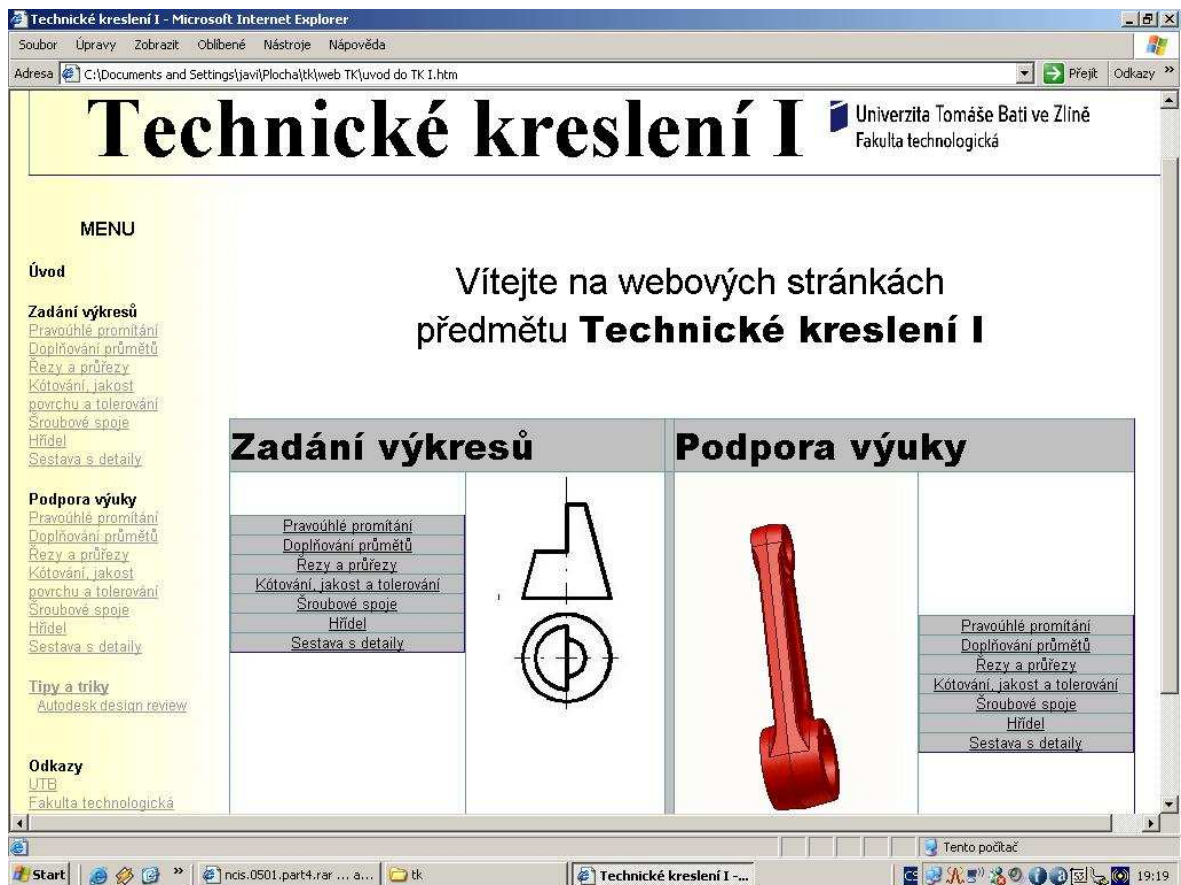 Technické kreslení I - Microsoft Internet Explorer
Soubor Úpravy Zobrazit Oblíbené Nástroje Nápověda
Adresa C:\Documents and Settings\javi\Plocha\tk\web TK\uvod do TK I.htm Přejít Odkazy »
Technické kreslení I
Univerzita Tomáše Bati ve Zlíně
Fakulta technologická
MENU
Úvod
Zadání výkresů
Pravoúhlé promítání
Doplňování průmětů
Řezy a průřezy
Kótování, jakost
povrchu a tolerování
Šroubové spoje
Hřídel
Sestava s detaily
Podpora výuky
Pravoúhlé promítání
Doplňování průmětů
Řezy a průřezy
Kótování, jakost
povrchu a tolerování
Šroubové spoje
Hřídel
Sestava s detaily
Tipy a triky
Autodesk design review
Odkazy
UTB
Fakulta technologická
Vítejte na webových stránkách
předmětu Technické kreslení I
Zadání výkresů
Pravoúhlé promítání
Doplňování průmětů
Řezy a průřezy
Kótování, jakost a tolerování
Šroubové spoje
Hřídel
Sestava s detaily
Podpora výuky
Pravoúhlé promítání
Doplňování průmětů
Řezy a průřezy
Kótování, jakost a tolerování
Šroubové spoje
Hřídel
Sestava s detaily
Tento počítač
Start » ncis.0501.part4.rar ... a... tk Technické kreslení I -... CS 19:19